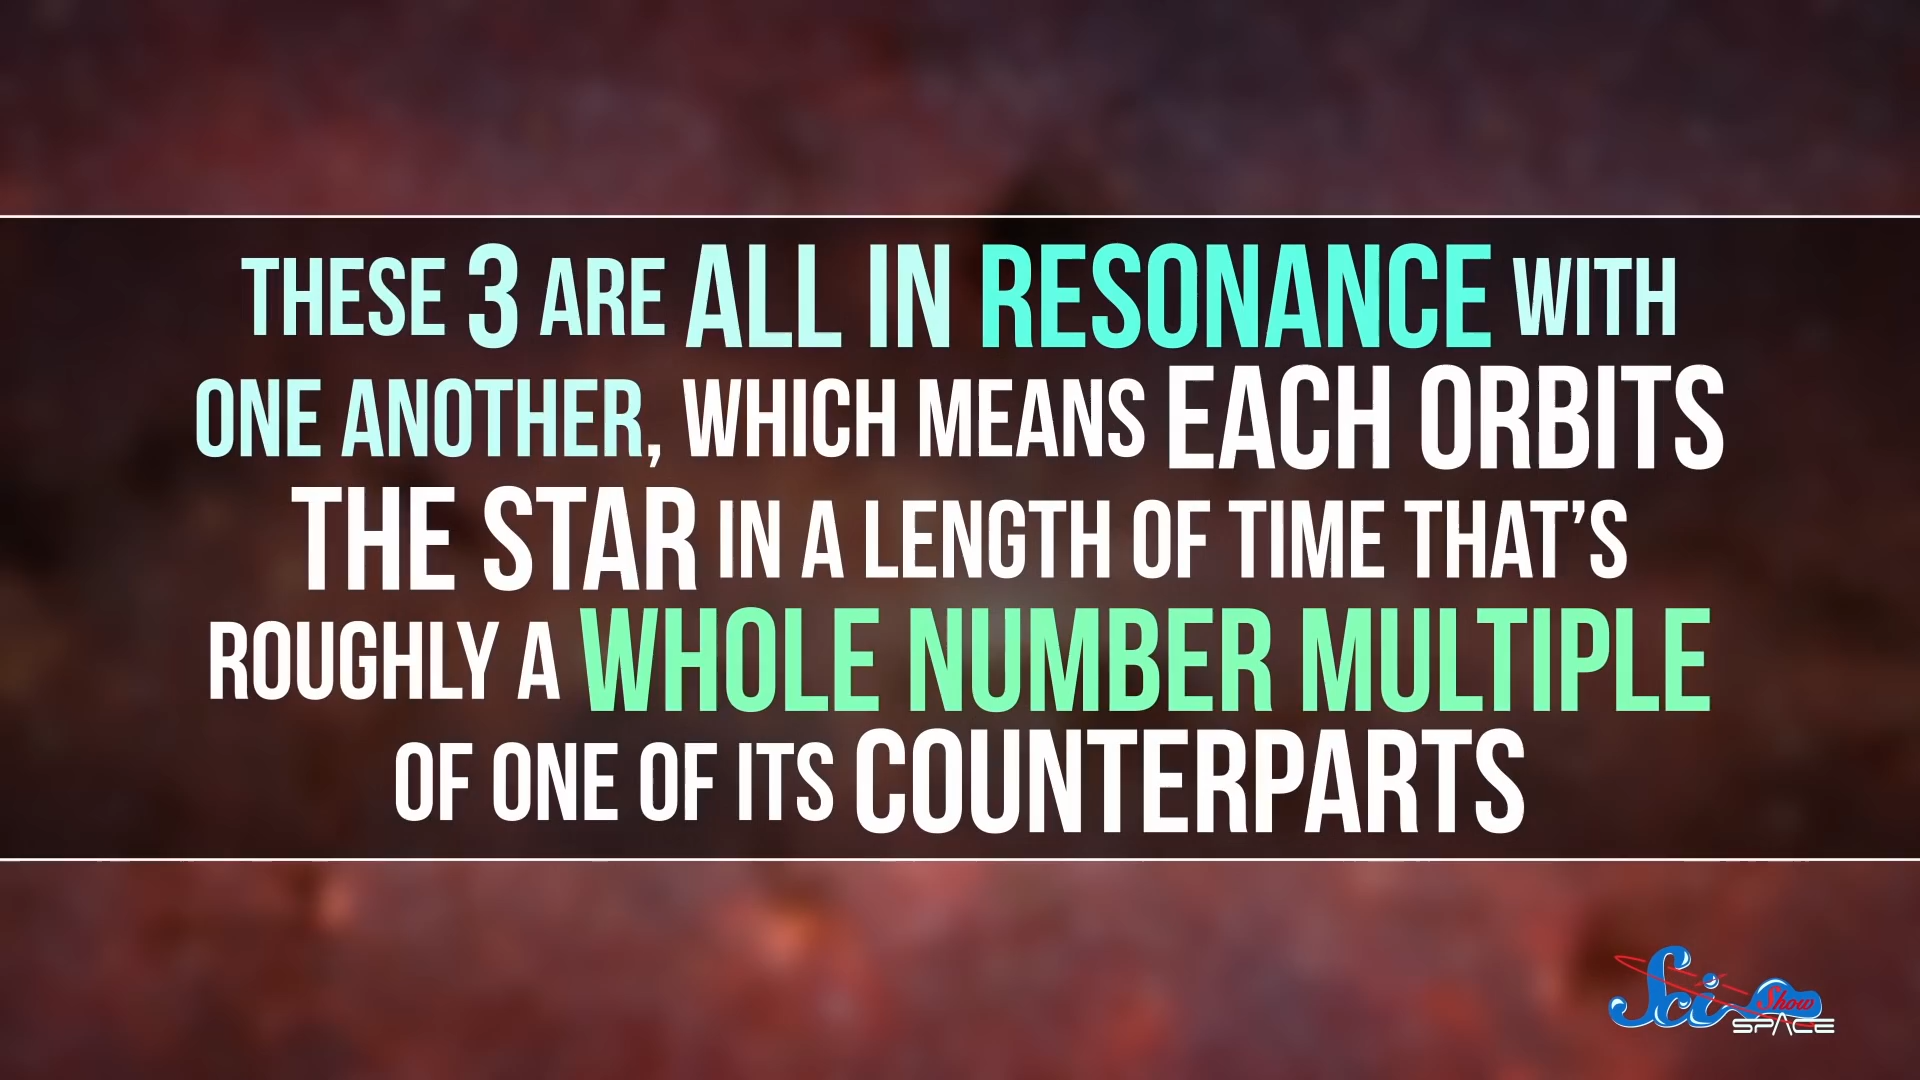 THESE 3 ARE ALL IN RESONANCE WITH
ONE ANOTHER, WHICH MEANS EACH ORBITS
THE STAR IN A LENGTH OF TIME THAT’S
ROUGHLY A WHOLE NUMBER MULTIPLE
OF ONE OF ITS COUNTERPARTS
Sci Show
SPACE